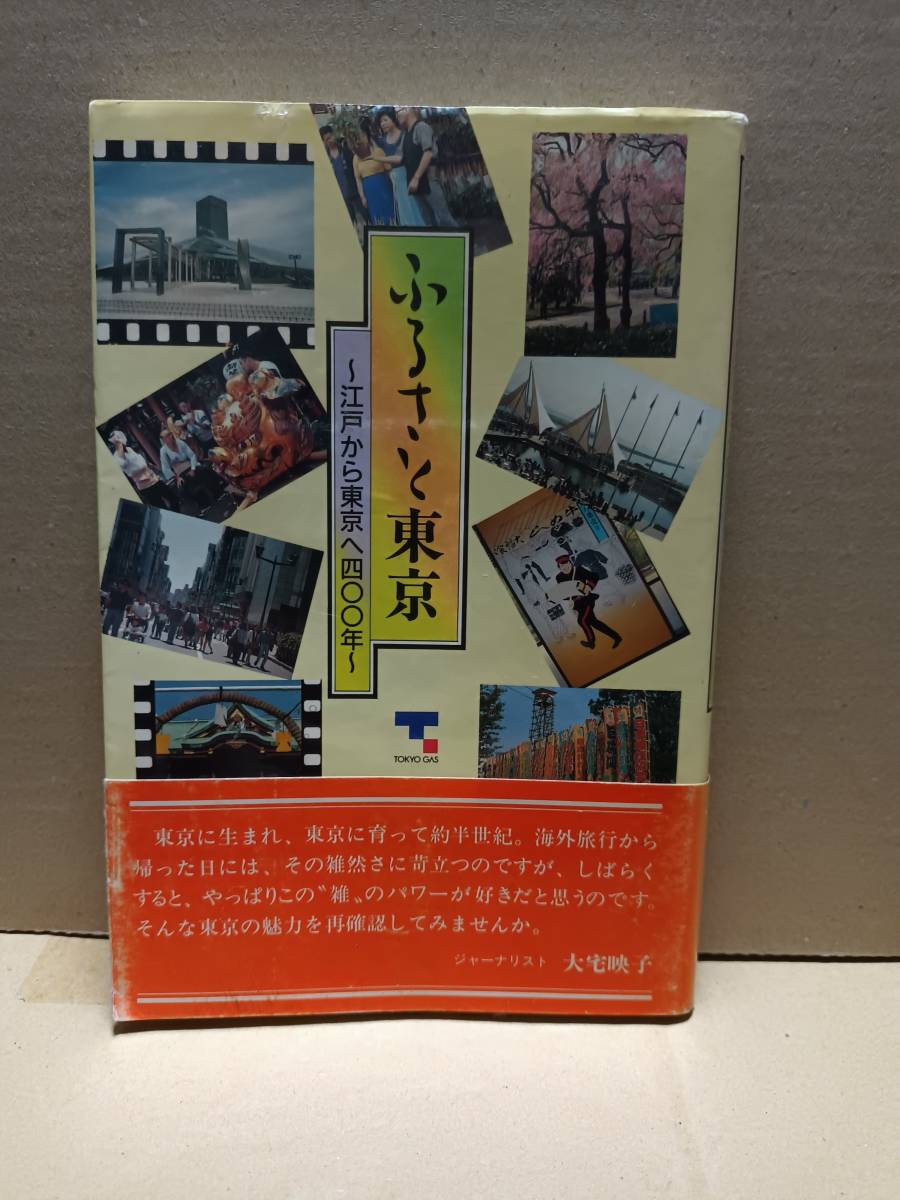 ふるさと東京
～江戸から東京へ四〇〇年～
TOKYO GAS
東京に生まれ、東京に育って約半世紀。海外旅行から
帰った日には、その雑然さに苛立つのですが、しばらく
すると、やっぱりこの〝雑〟のパワーが好きだと思うのです。
そんな東京の魅力を再確認してみませんか。
ジャーナリスト 大宅映子